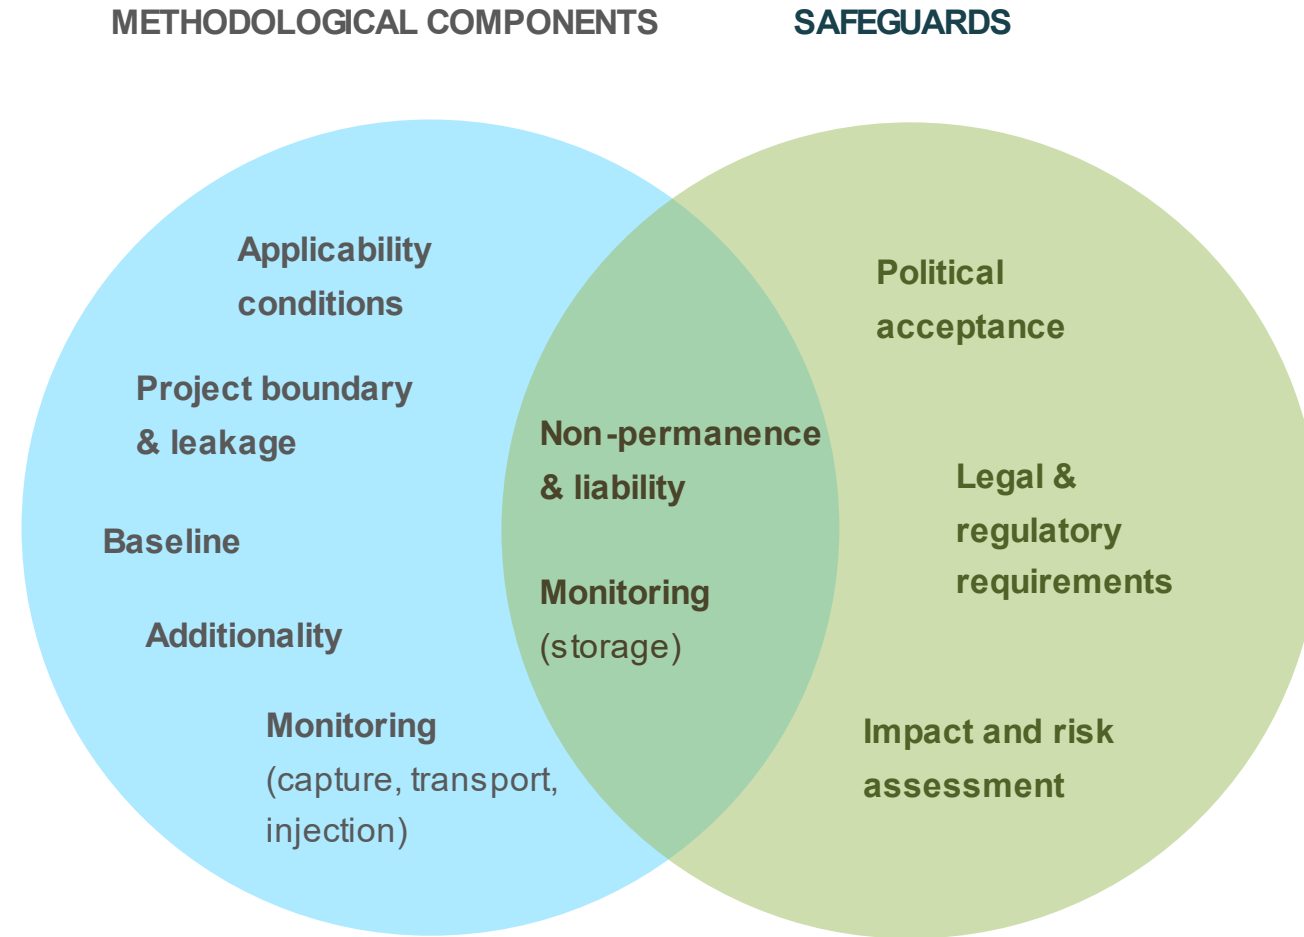 METHODOLOGICAL COMPONENTS
SAFEGUARDS
Applicability
conditions
Project boundary
& leakage
Baseline
Additionality
Monitoring
(capture, transport,
injection)
Non-permanence
& liability
Monitoring
(storage)
Political
acceptance
Legal &
regulatory
requirements
Impact and risk
assessment